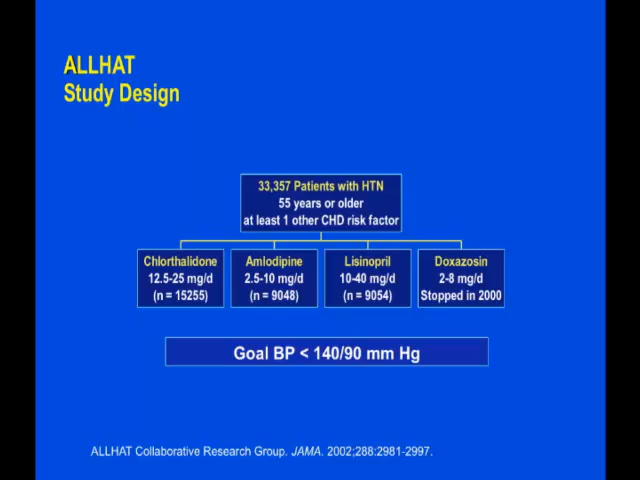 ALLHAT
Study Design
33,357 Patients with HTN
55 years or older
at least 1 other CHD risk factor
Chlorthalidone
12.5-25 mg/d
(n = 15255)
Amlodipine
2.5-10 mg/d
(n = 9048)
Lisinopril
10-40 mg/d
(n = 9054)
Doxazosin
2-8 mg/d
Stopped in 2000
Goal BP < 140/90 mm Hg
ALLHAT Collaborative Research Group. JAMA. 2002;288:2981-2997.